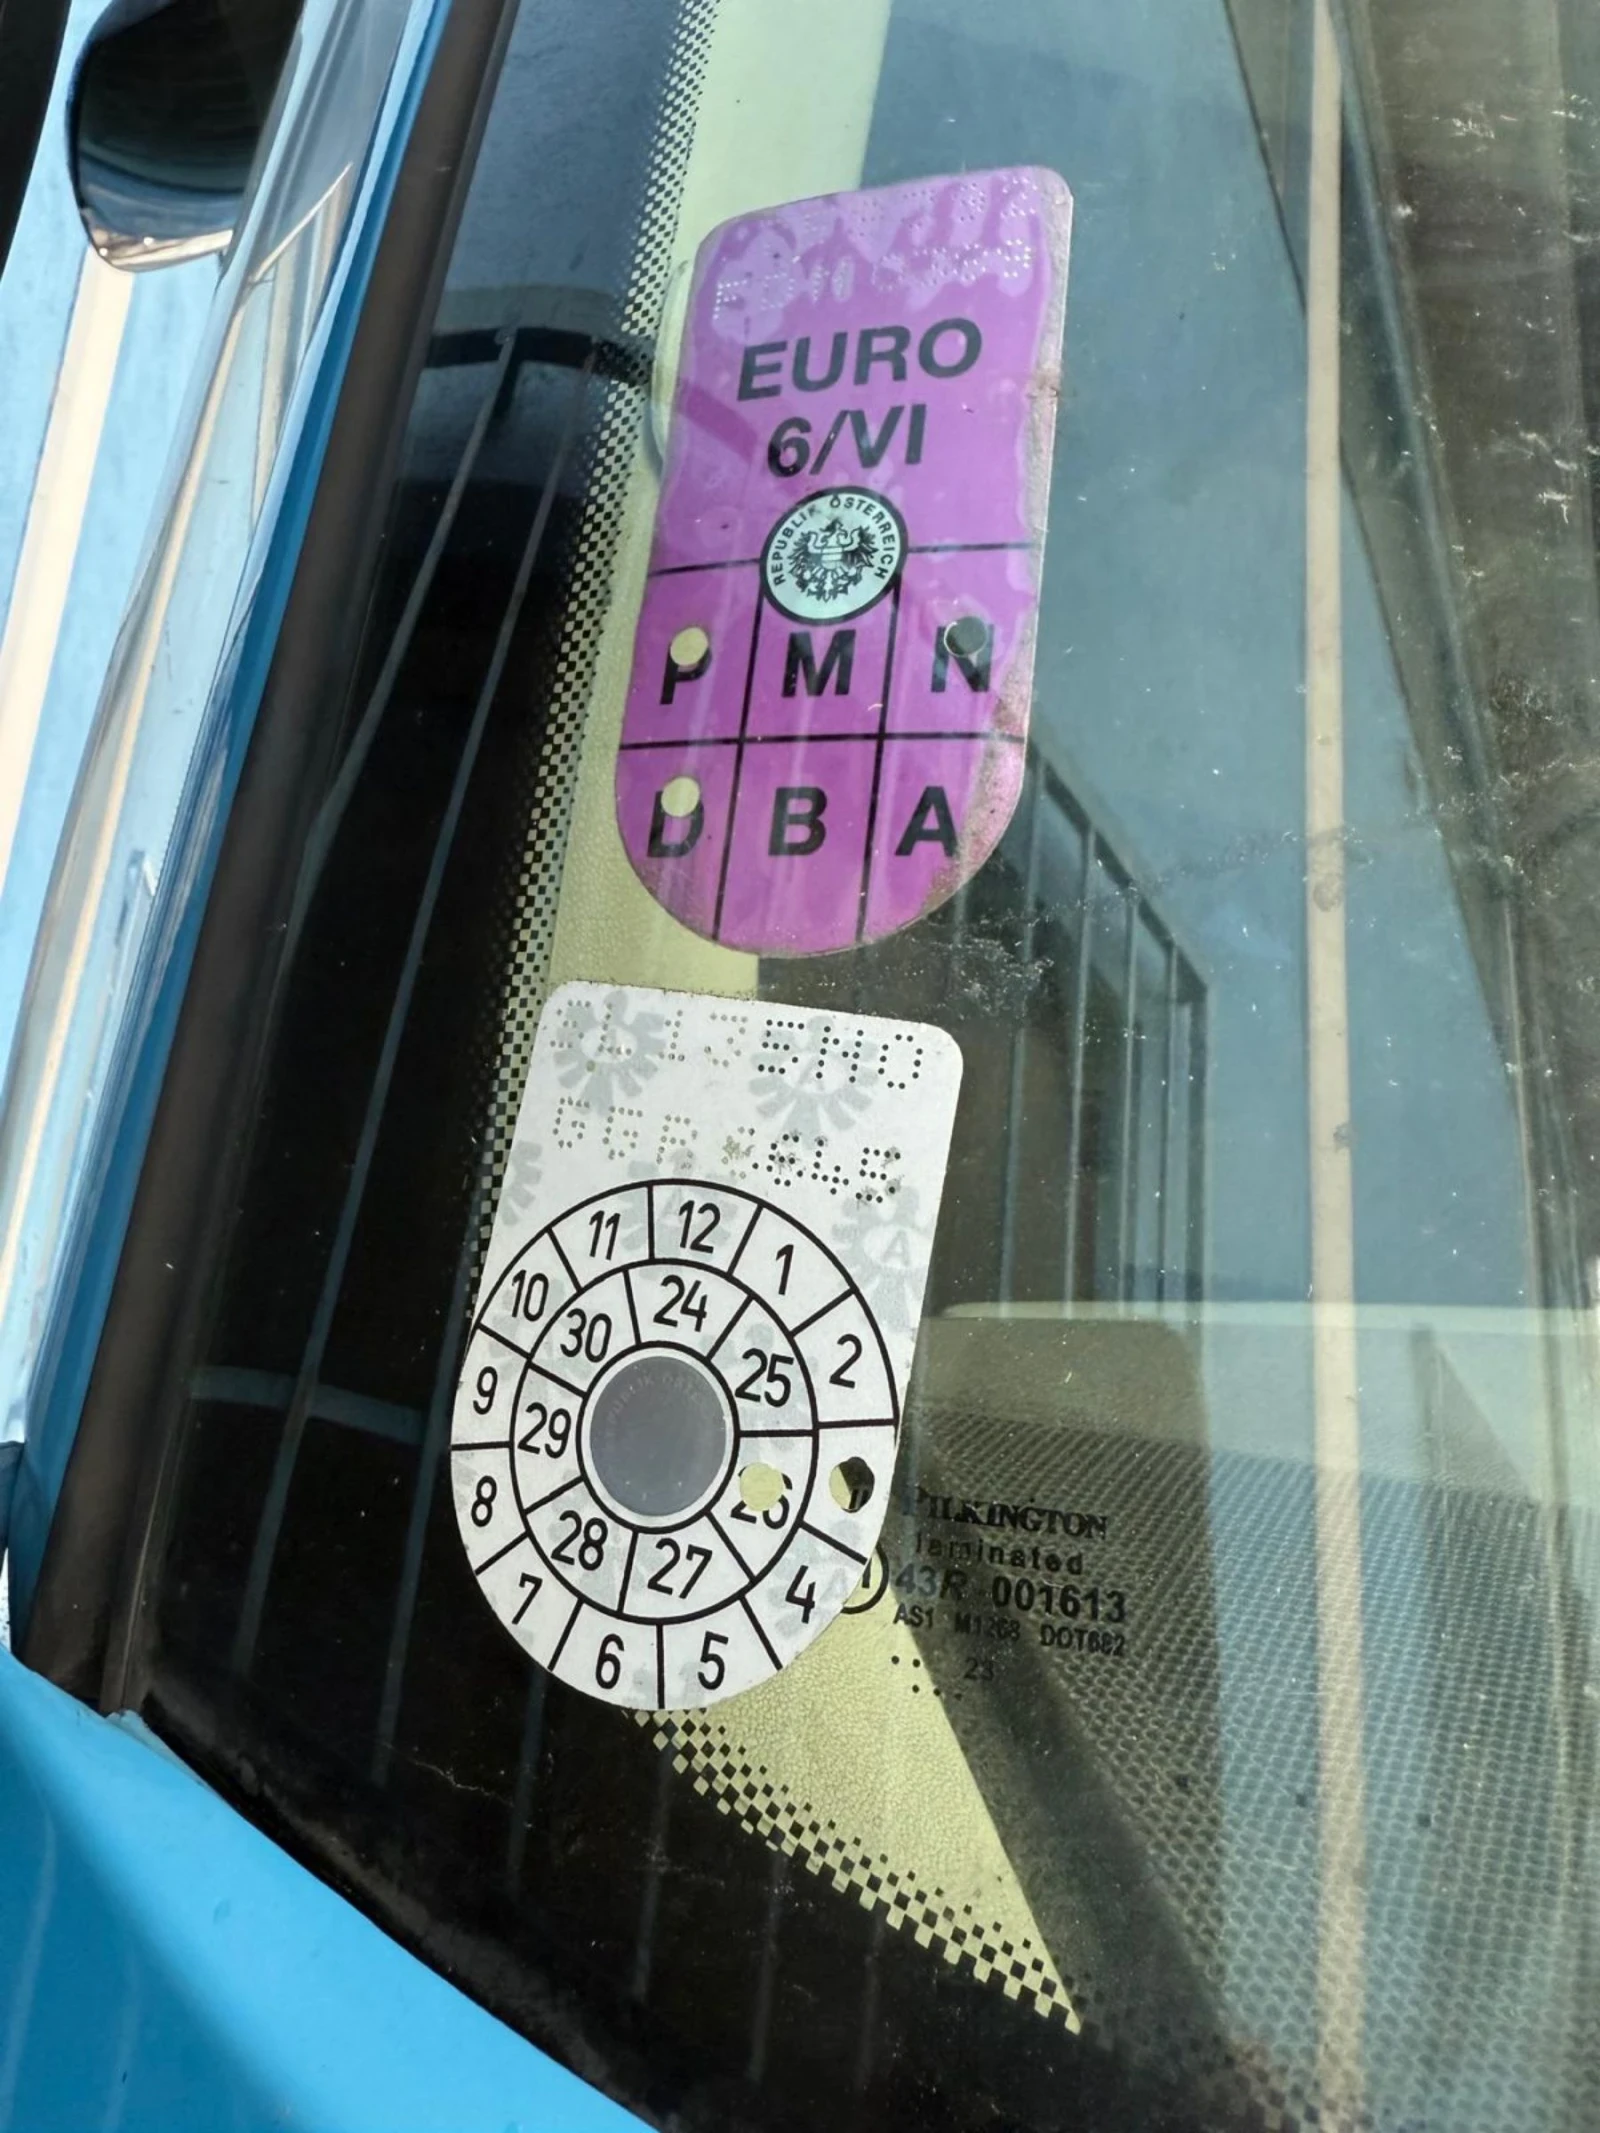 EURO
6/VI
REPUBLIK ÖSTERREICH
P M N
D B A
11 12 1
10 30 24 25 2
9 29 26
8 28 27 4
7 6 5
PILKINGTON
laminated
43R 001613
AS1 M1268 DOT682
23